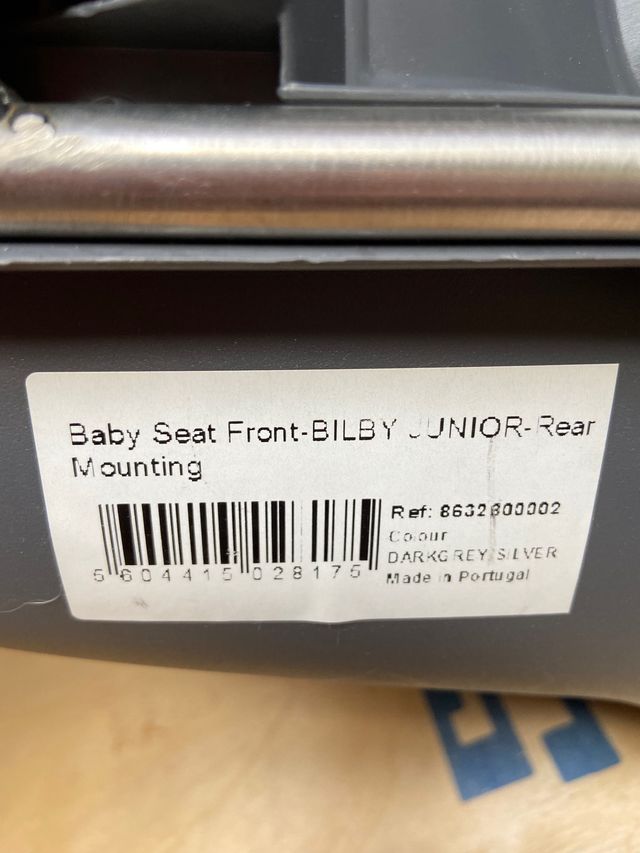 Baby Seat Front-BILBY JUNIOR-Rear
Mounting
Ref: 8632800002
Colour
DARKGREY/SILVER
Made in Portugal
5 604415 028175